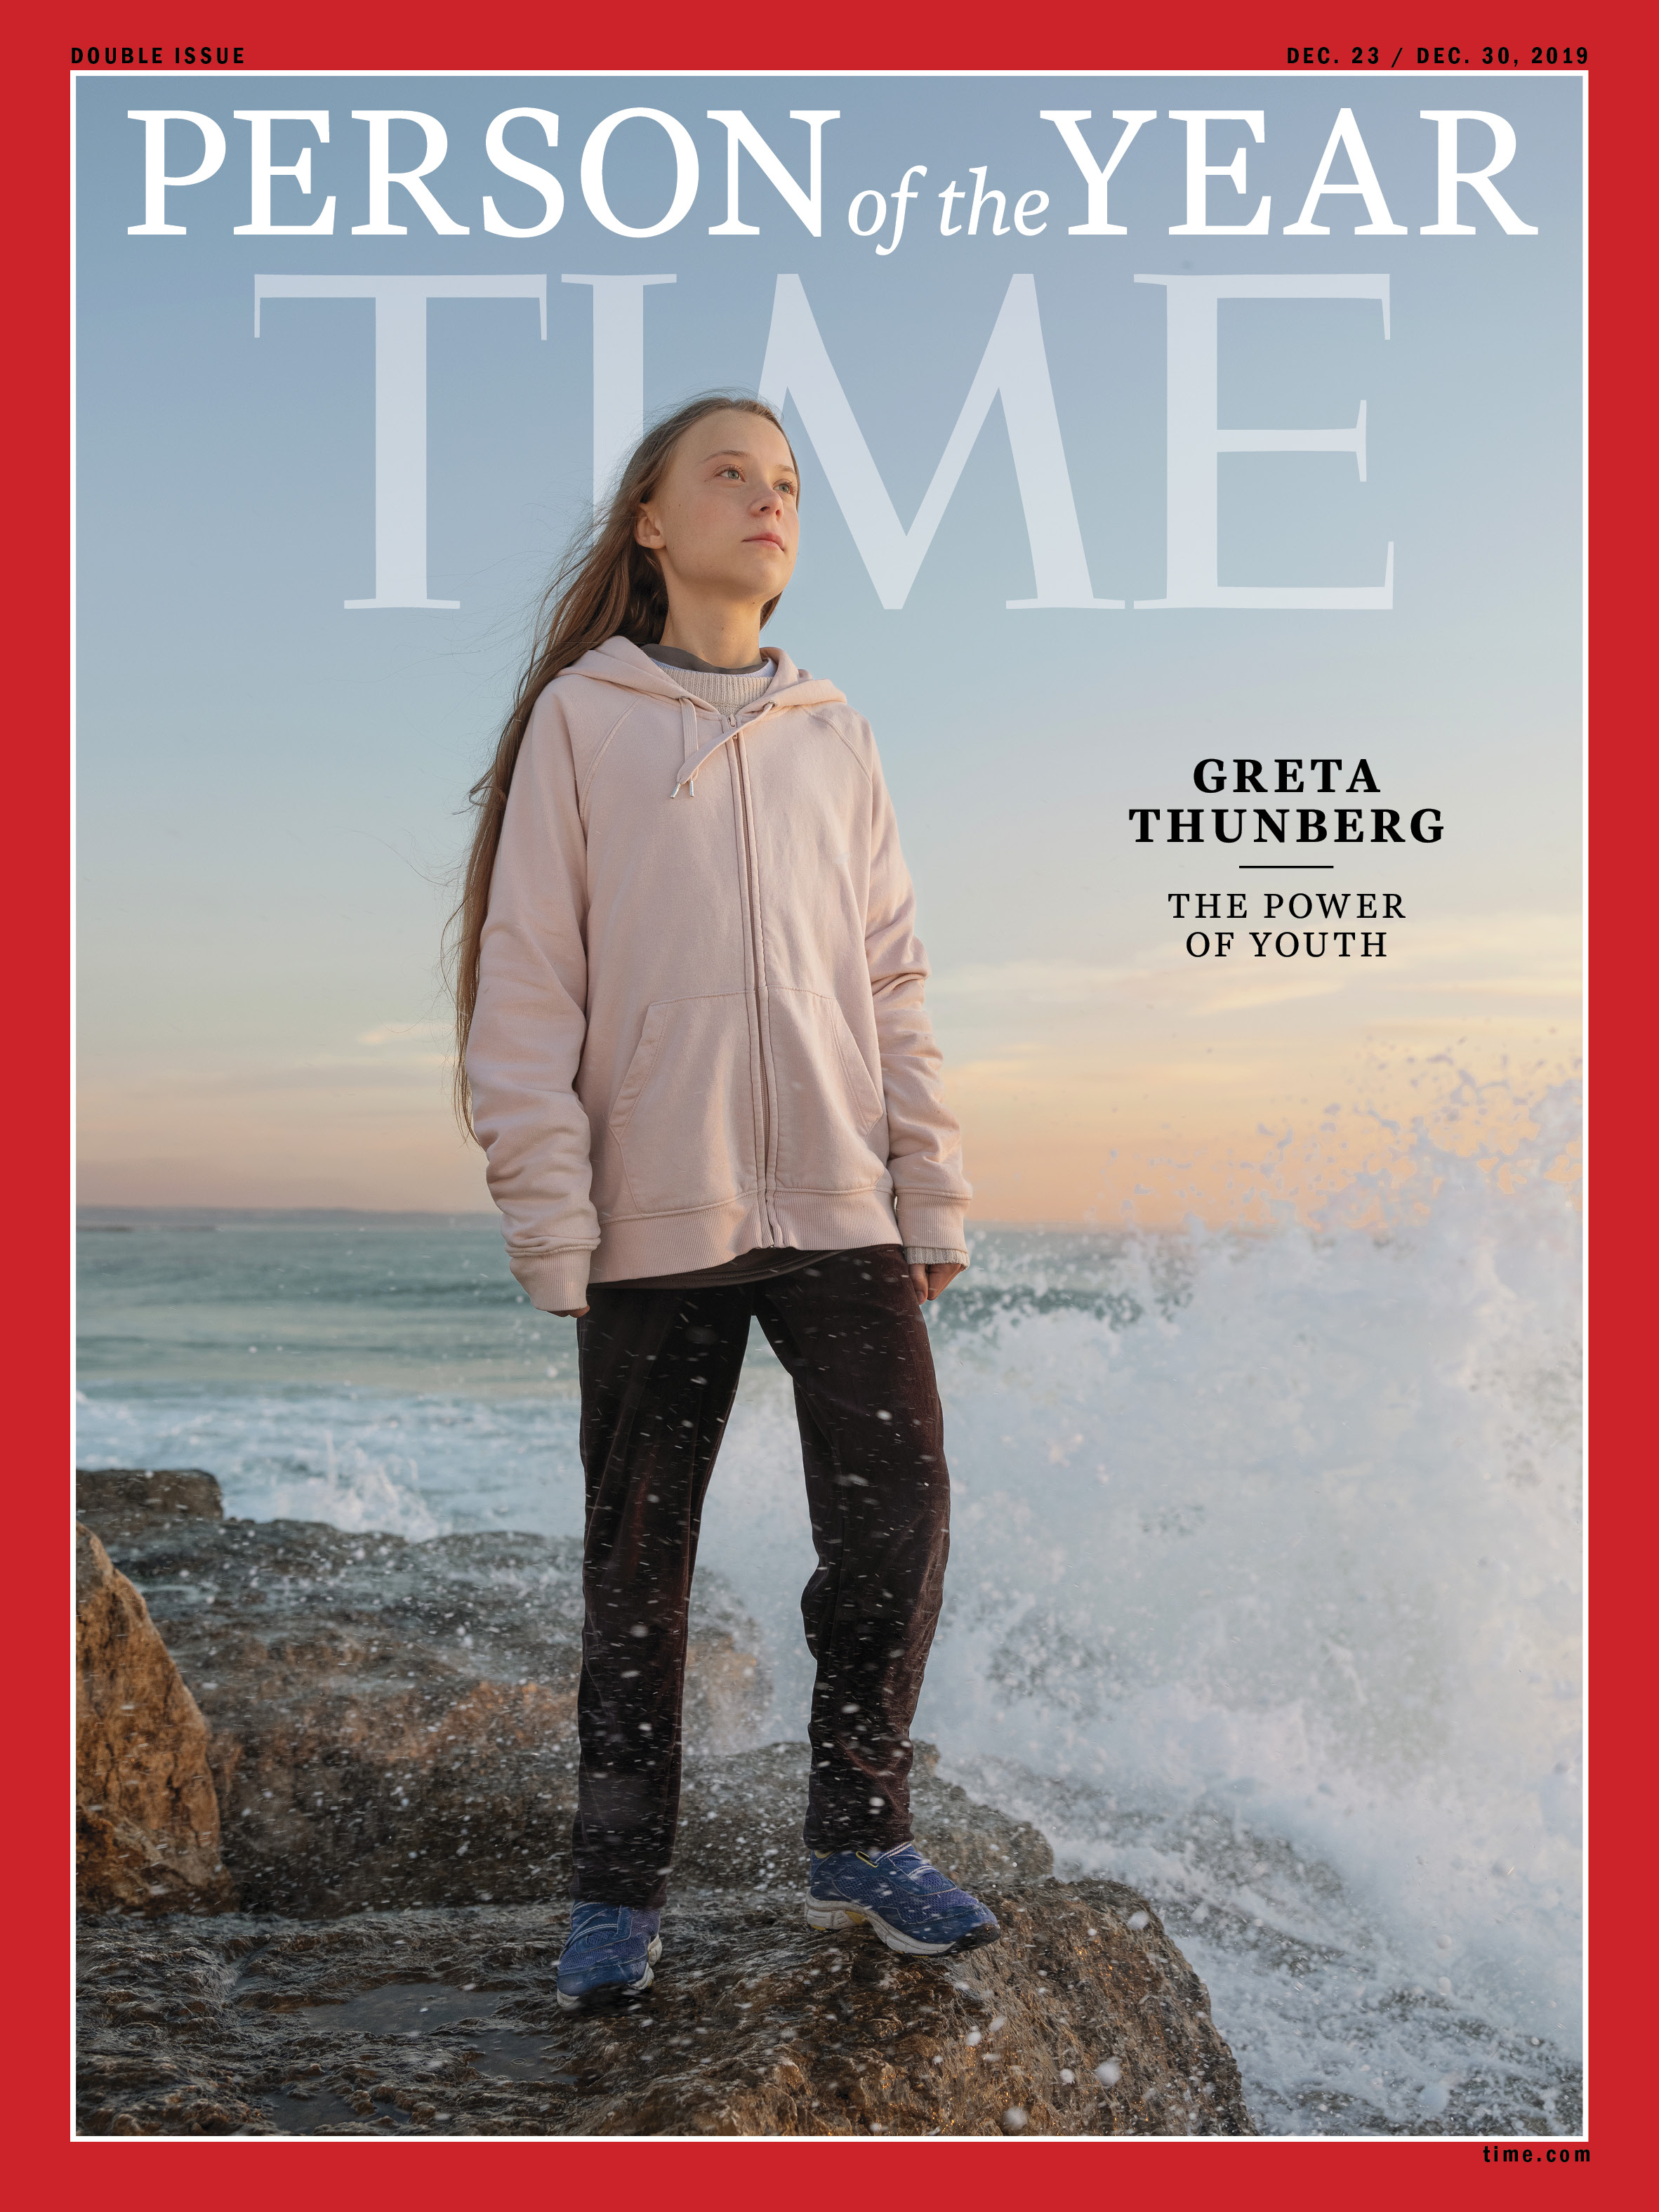 DOUBLE ISSUE
DEC. 23 / DEC. 30, 2019
PERSON of the YEAR
TIME
GRETA
THUNBERG
THE POWER
OF YOUTH
time.com